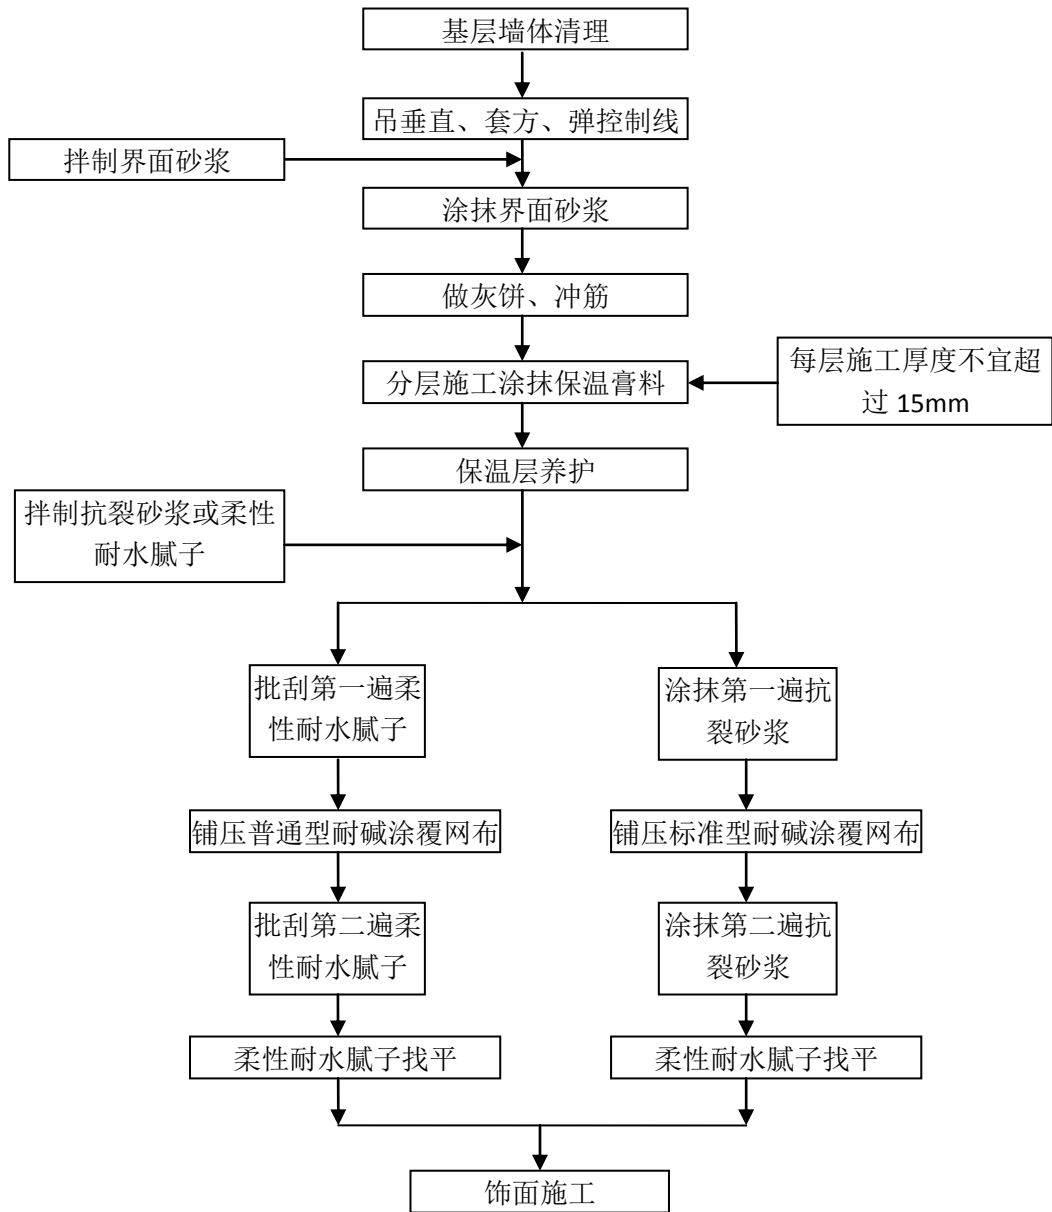 基层墙体清理
吊垂直、套方、弹控制线
拌制界面砂浆
涂抹界面砂浆
做灰饼、冲筋
分层施工涂抹保温膏料
每层施工厚度不宜超
过 15mm
保温层养护
拌制抗裂砂浆或柔性
耐水腻子
批刮第一遍柔
性耐水腻子
涂抹第一遍抗
裂砂浆
铺压普通型耐碱涂覆网布
铺压标准型耐碱涂覆网布
批刮第二遍柔
性耐水腻子
涂抹第二遍抗
裂砂浆
柔性耐水腻子找平
柔性耐水腻子找平
饰面施工